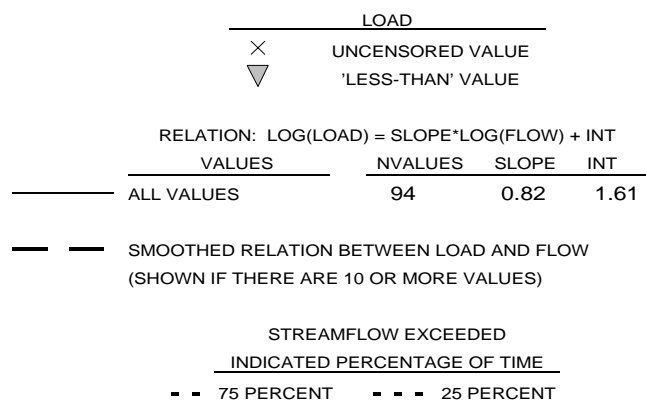 LOAD
UNCENSORED VALUE
'LESS-THAN' VALUE
RELATION: LOG(LOAD) = SLOPE*LOG(FLOW) + INT
VALUES NVALUES SLOPE INT
ALL VALUES 94 0.82 1.61
SMOOTHED RELATION BETWEEN LOAD AND FLOW
(SHOWN IF THERE ARE 10 OR MORE VALUES)
STREAMFLOW EXCEEDED
INDICATED PERCENTAGE OF TIME
75 PERCENT 25 PERCENT